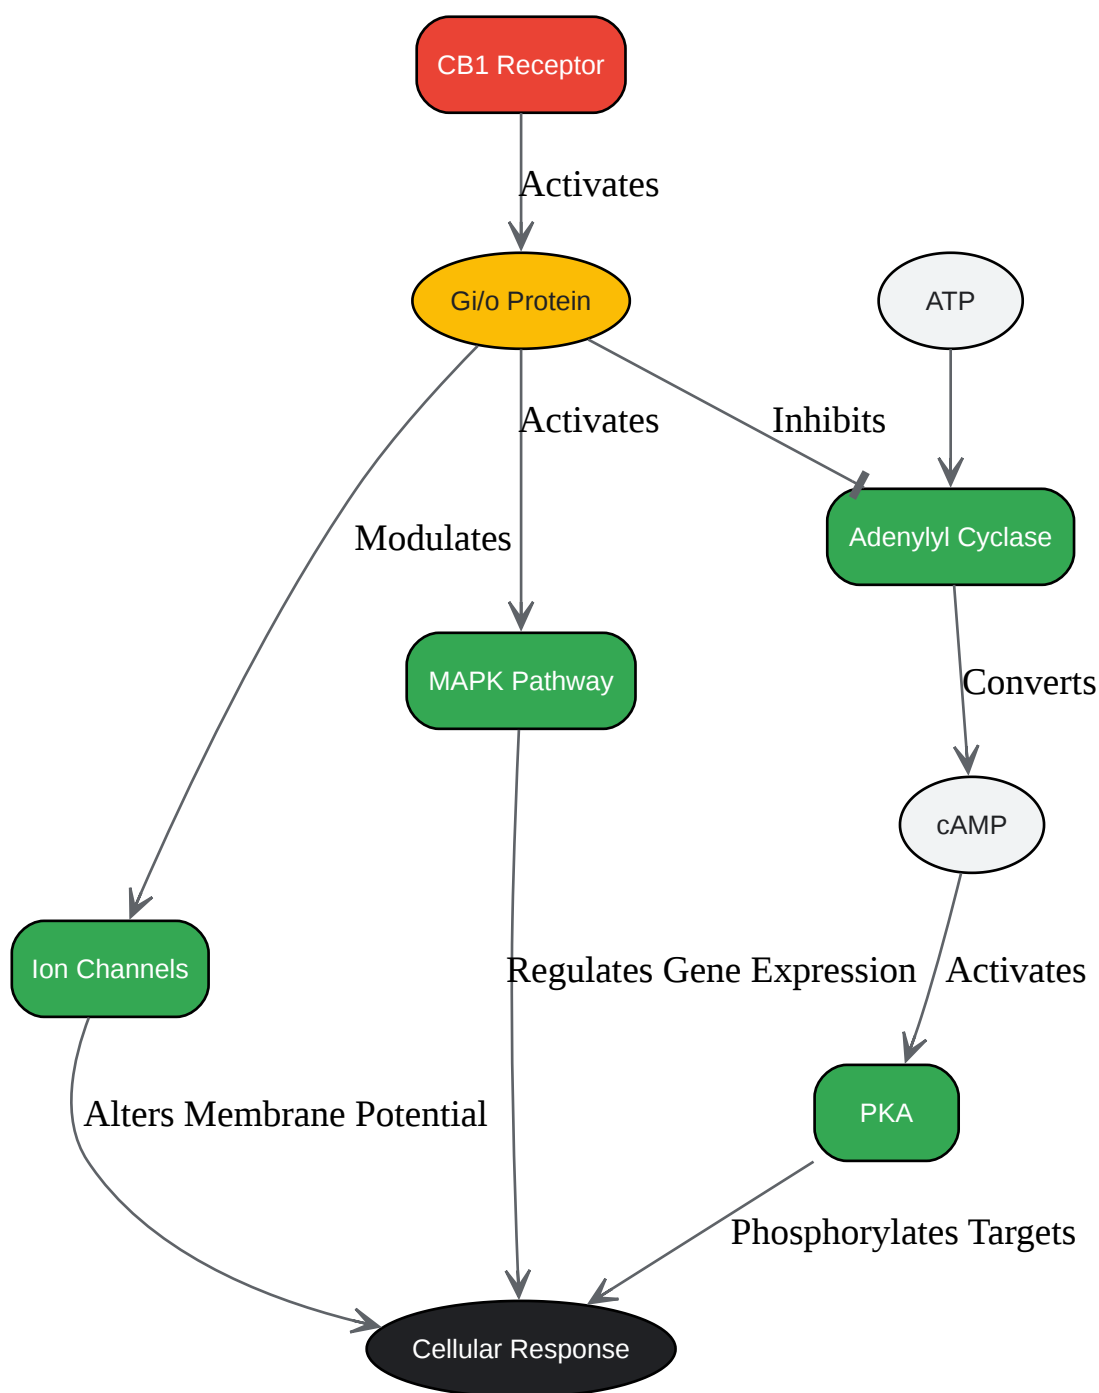 CB1 Receptor
Activates
Gi/o Protein
ATP
Activates
Inhibits
Modulates
Adenylyl Cyclase
MAPK Pathway
Converts
cAMP
Ion Channels
Regulates Gene Expression
Activates
Alters Membrane Potential
PKA
Phosphorylates Targets
Cellular Response